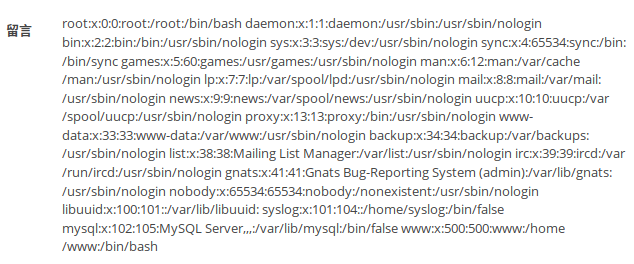 留言
root:x:0:0:root:/root:/bin/bash daemon:x:1:1:daemon:/usr/sbin:/usr/sbin/nologin
bin:x:2:2:bin:/bin:/usr/sbin/nologin sys:x:3:3:sys:/dev:/usr/sbin/nologin sync:x:4:65534:sync:/bin:
/bin/sync games:x:5:60:games:/usr/games:/usr/sbin/nologin man:x:6:12:man:/var/cache
/man:/usr/sbin/nologin lp:x:7:7:lp:/var/spool/lpd:/usr/sbin/nologin mail:x:8:8:mail:/var/mail:
/usr/sbin/nologin news:x:9:9:news:/var/spool/news:/usr/sbin/nologin uucp:x:10:10:uucp:/var
/spool/uucp:/usr/sbin/nologin proxy:x:13:13:proxy:/bin:/usr/sbin/nologin www-
data:x:33:33:www-data:/var/www:/usr/sbin/nologin backup:x:34:34:backup:/var/backups:
/usr/sbin/nologin list:x:38:38:Mailing List Manager:/var/list:/usr/sbin/nologin irc:x:39:39:ircd:/var
/run/ircd:/usr/sbin/nologin gnats:x:41:41:Gnats Bug-Reporting System (admin):/var/lib/gnats:
/usr/sbin/nologin nobody:x:65534:65534:nobody:/nonexistent:/usr/sbin/nologin
libuuid:x:100:101::/var/lib/libuuid: syslog:x:101:104::/home/syslog:/bin/false
mysql:x:102:105:MySQL Server,,,:/var/lib/mysql:/bin/false www:x:500:500:www:/home
/www:/bin/bash